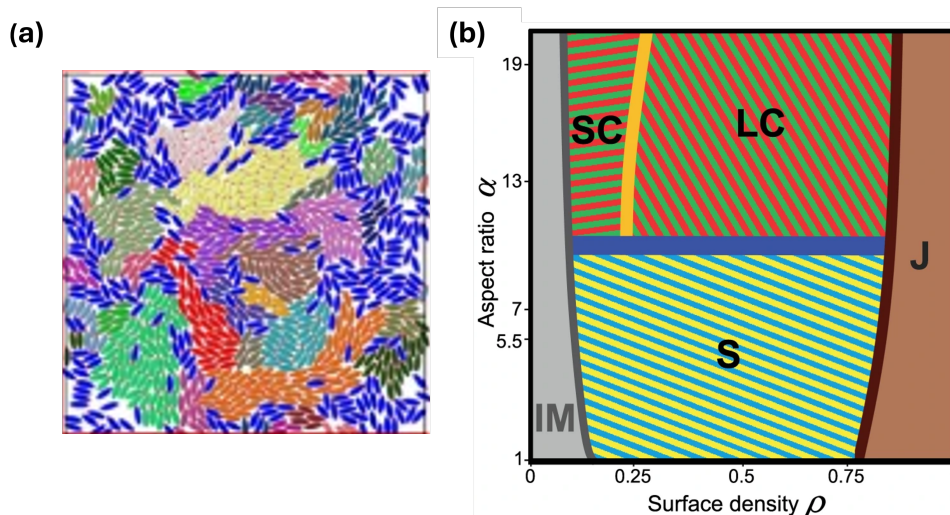 (a)
(b)
19
13
7
5.5
1
Aspect ratio α
SC
LC
S
IM
J
0
0.25
0.5
0.75
Surface density ρ